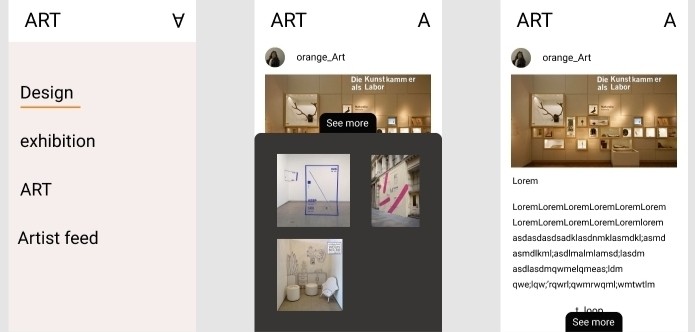 ART ∀
Design
exhibition
ART
Artist feed
ART A
orange_Art
Die Kunstkammer
als Labor
See more
ART A
orange_Art
Die Kunstkammer
als Labor
Lorem
LoremLoremLoremLoremLoremLorem
LoremLoremLoremLoremLoremlorem
asdasdasdsadklasdnmklasmdkl;asmd
asmdlkml;asdlmalmlamsd;lasdm
asdlasdmqwmelqmeas;ldm
qwe;lqw;'rqwrl;qwmrwqml;wmtwtlm
See more